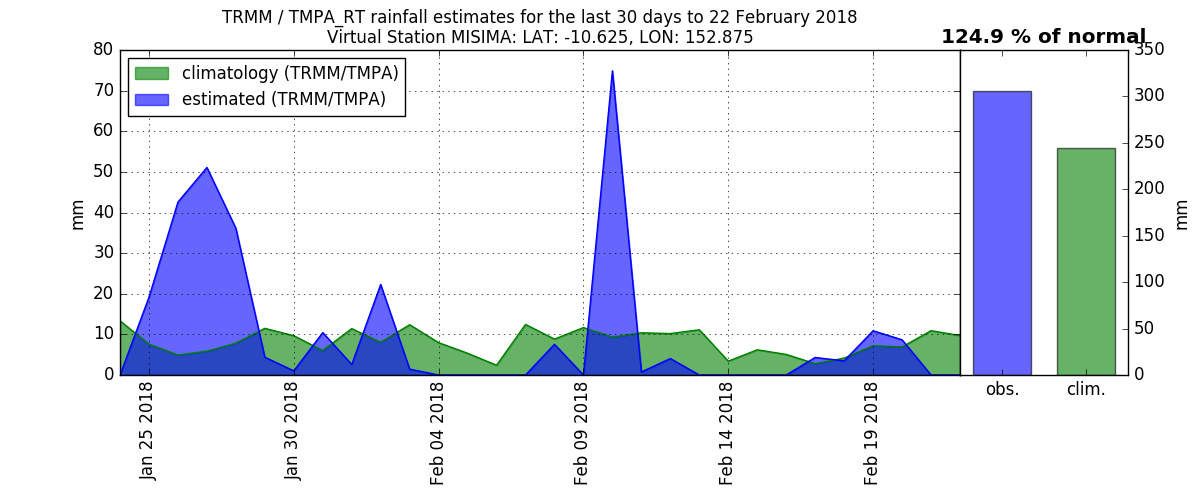 TRMM / TMPA_RT rainfall estimates for the last 30 days to 22 February 2018
Virtual Station MISIMA: LAT: -10.625, LON: 152.875
124.9 % of normal
climatology (TRMM/TMPA)
estimated (TRMM/TMPA)
80
70
60
50
40
30
20
10
0
mm
Jan 25 2018
Jan 30 2018
Feb 04 2018
Feb 09 2018
Feb 14 2018
Feb 19 2018
350
300
250
200
150
100
50
0
mm
obs.
clim.